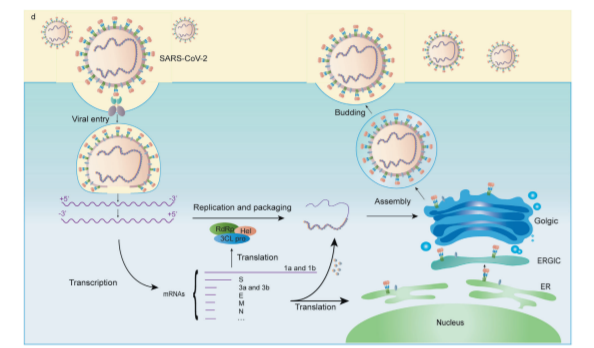 d
SARS-CoV-2
Viral entry
Budding
+5' -3'
-3' +5'
Replication and packaging
Assembly
RdRp
Hel
3CL pro
Translation
Golgic
ERGIC
ER
Nucleus
Transcription
mRNAs
1a and 1b
S
3a and 3b
E
M
N
...
Translation